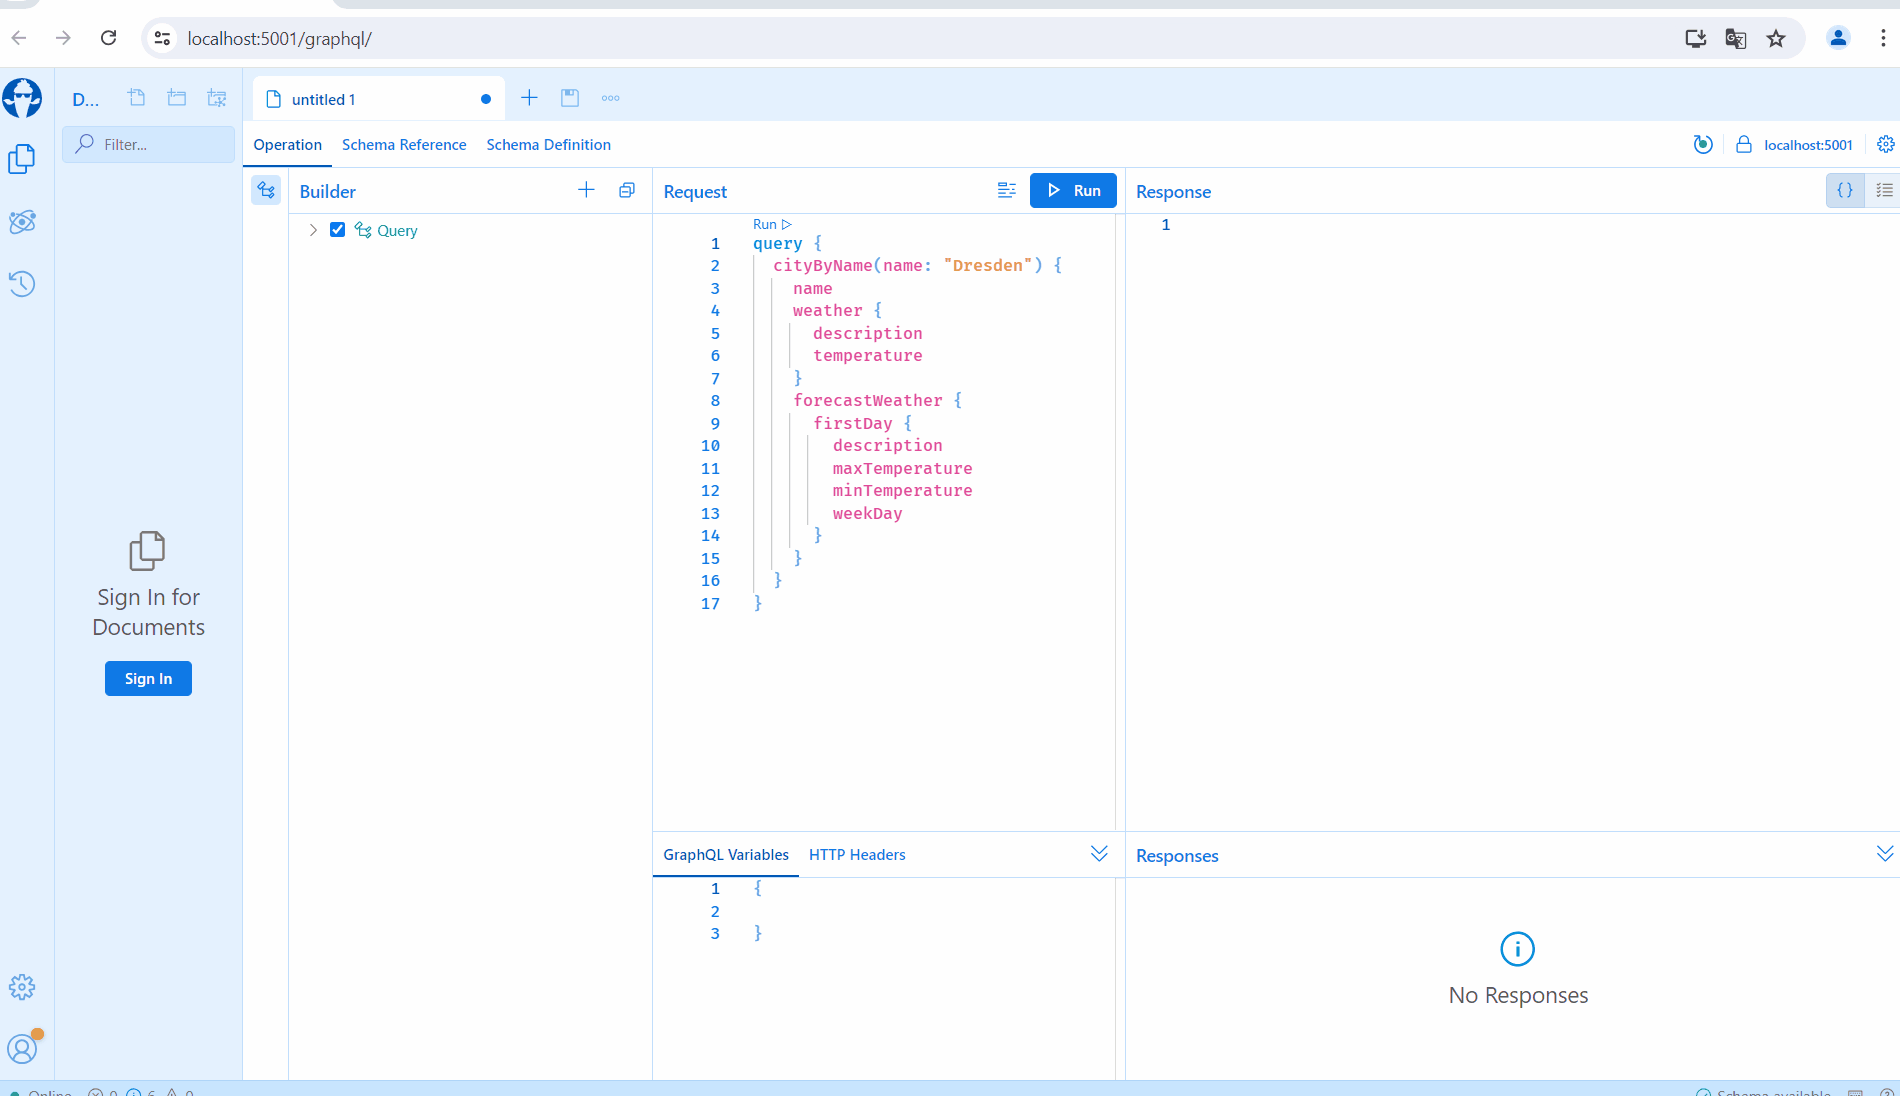 localhost:5001/graphql/
D...
untitled 1
Filter...
Operation Schema Reference Schema Definition
localhost:5001
Builder
Query
Request
Run
Run
1 query {
2 cityByName(name: "Dresden") {
3 name
4 weather {
5 description
6 temperature
7 }
8 forecastWeather {
9 firstDay {
10 description
11 maxTemperature
12 minTemperature
13 weekDay
14 }
15 }
16 }
17 }
Response
{ }
1
Sign In for
Documents
Sign In
GraphQL Variables HTTP Headers
1 {
2
3 }
Responses
No Responses
Online 0 6 0
Schema available